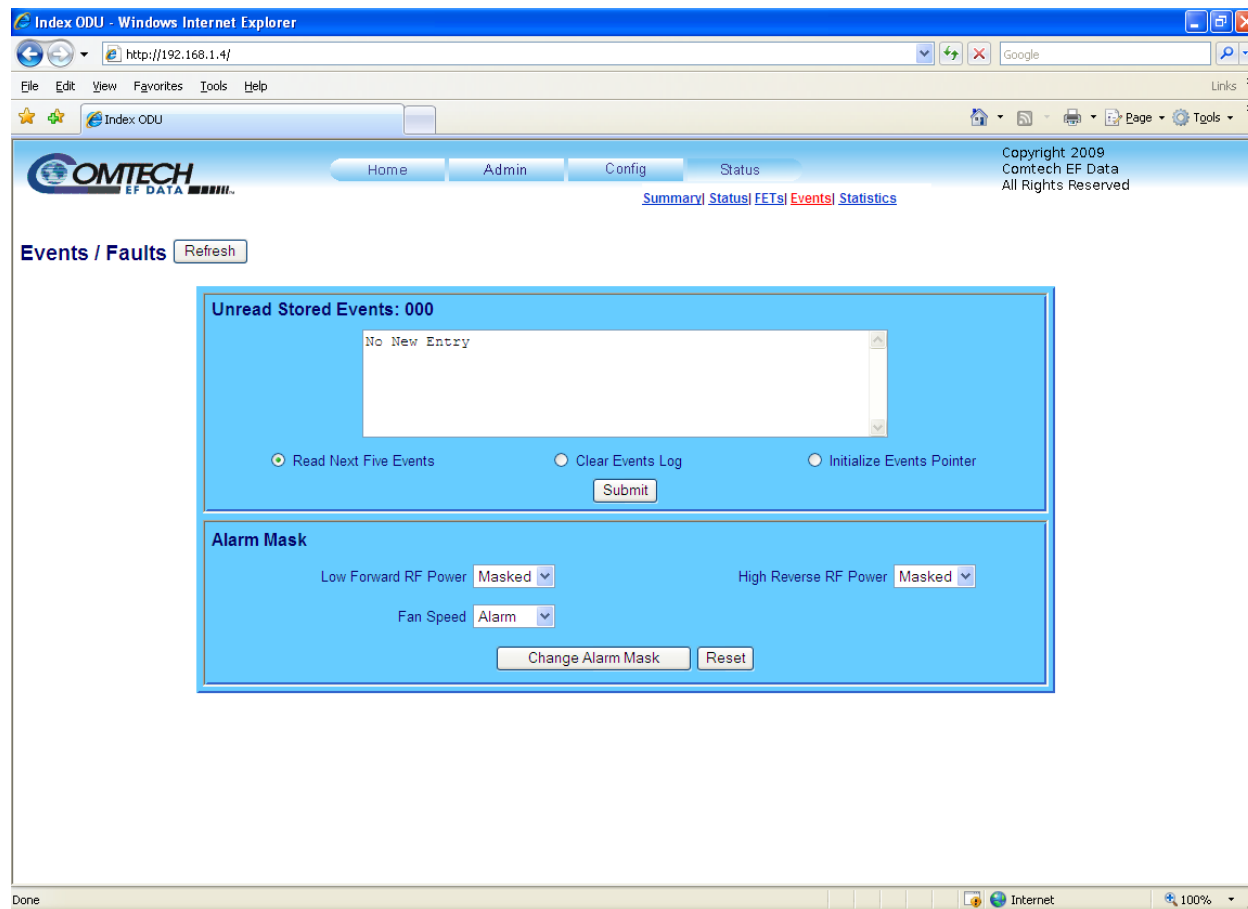 Index ODU - Windows Internet Explorer
http://192.168.1.4/
Google
File Edit View Favorites Tools Help
Links
Index ODU
Page Tools
COMTECH
EF DATA
Home Admin Config Status
Summary| Status| FETs| Events| Statistics
Copyright 2009
Comtech EF Data
All Rights Reserved
Events / Faults Refresh
Unread Stored Events: 000
No New Entry
Read Next Five Events Clear Events Log Initialize Events Pointer
Submit
Alarm Mask
Low Forward RF Power Masked High Reverse RF Power Masked
Fan Speed Alarm
Change Alarm Mask Reset
Done Internet 100%